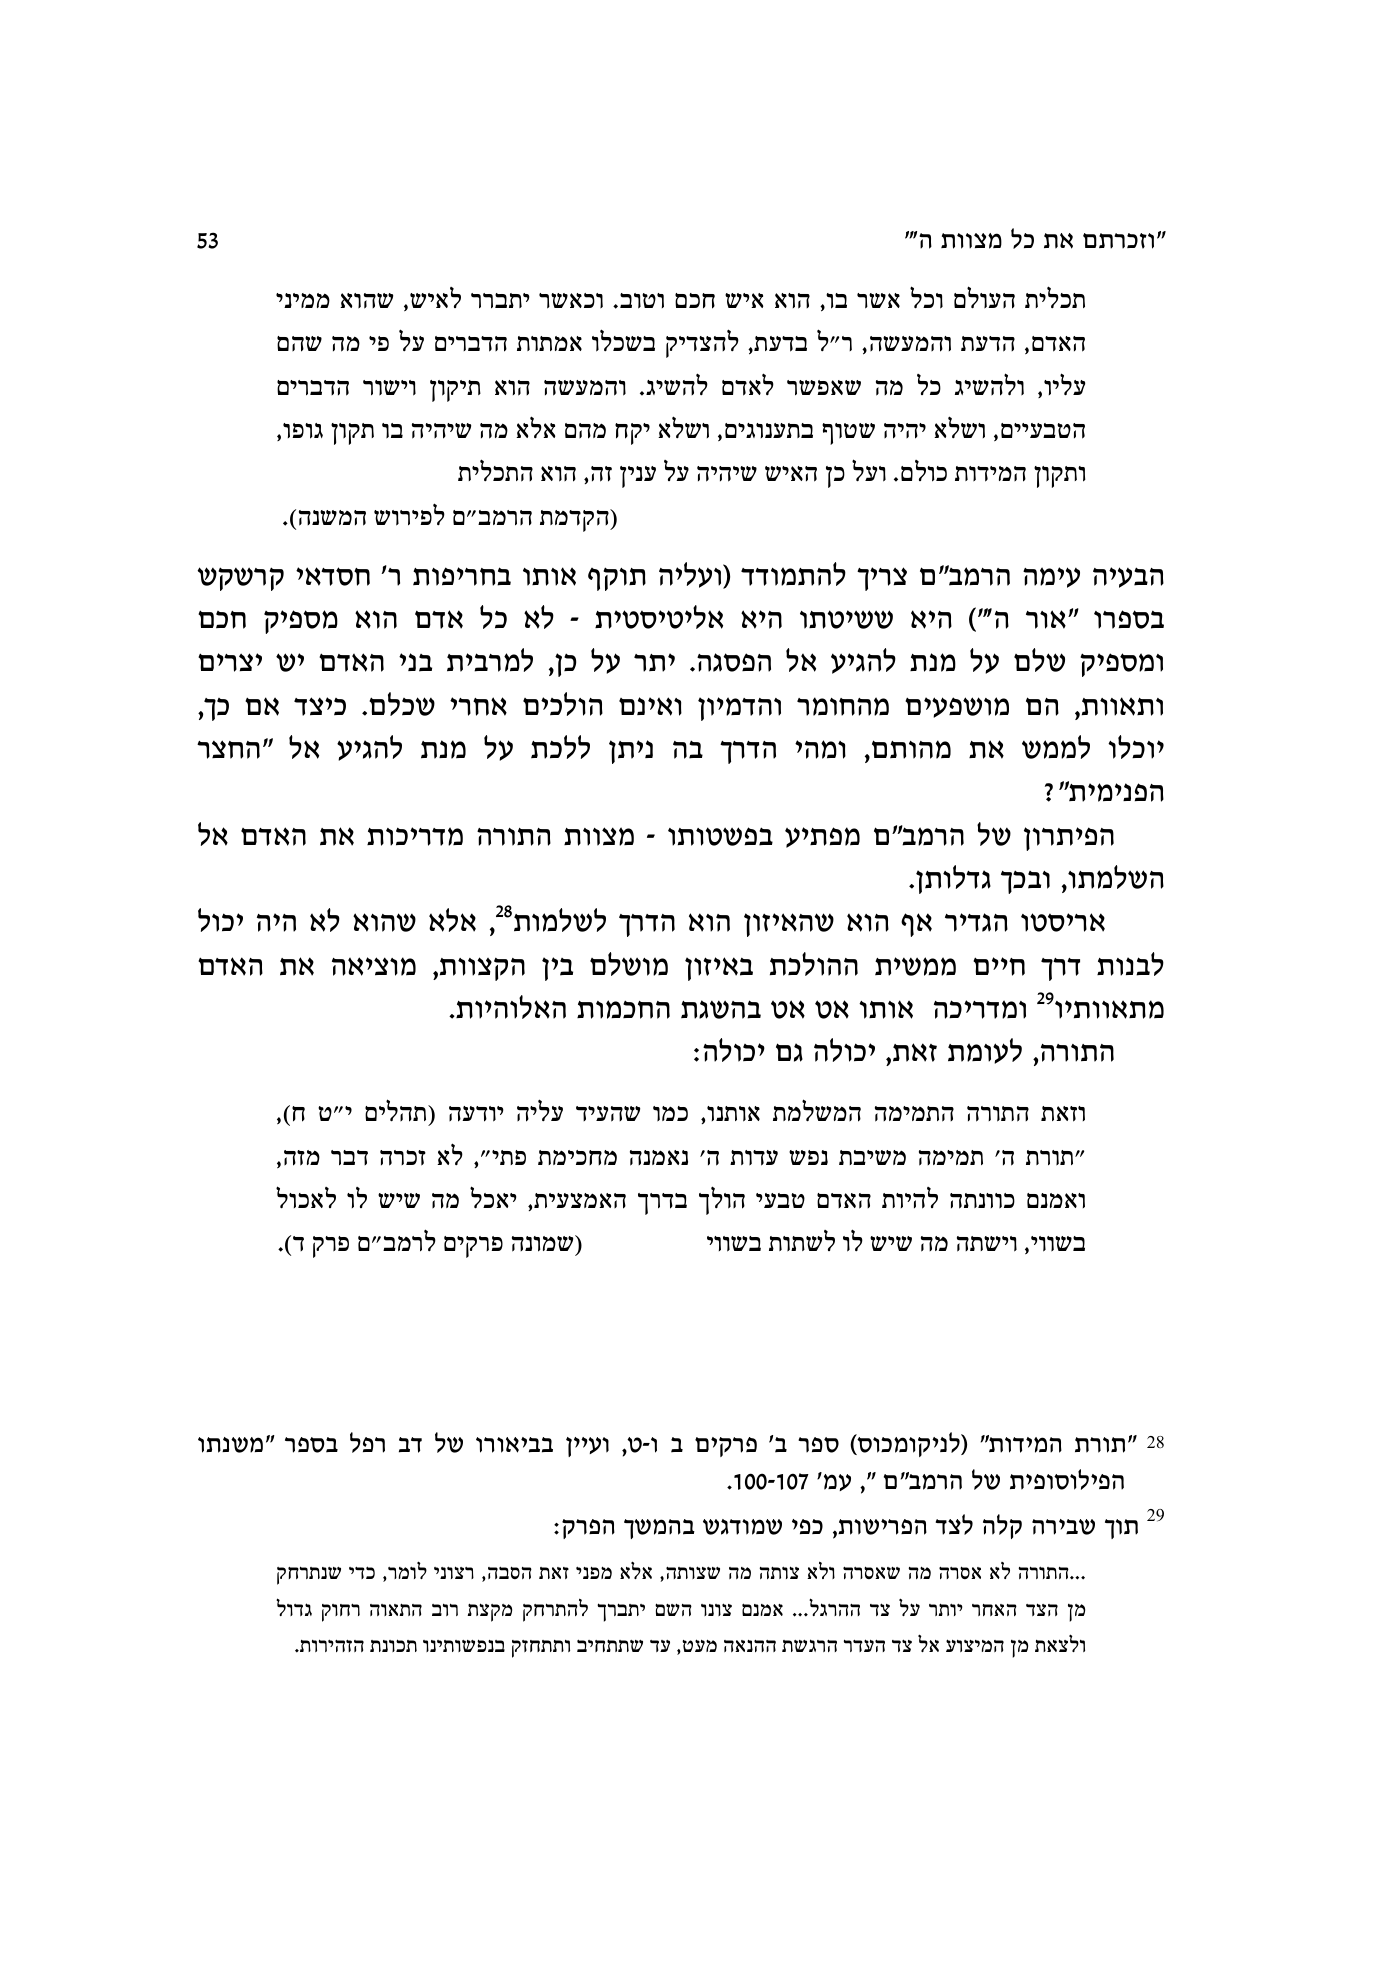 "וזכרתם את כל מצוות ה'" 53
תכלית העולם וכל אשר בו, הוא איש חכם וטוב. וכאשר יתברר לאיש, שהוא ממיני
האדם, הדעת והמעשה, ר״ל בדעת, להצדיק בשכלו אמתות הדברים על פי מה שהם
עליו, ולהשיג כל מה שאפשר לאדם להשיג. והמעשה הוא תיקון וישור הדברים
הטבעיים, ושלא יהיה שטוף בתענוגים, ושלא יקח מהם אלא מה שיהיה בו תקון גופו,
ותקון המידות כולם. ועל כן האיש שיהיה על ענין זה, הוא התכלית
(הקדמת הרמב״ם לפירוש המשנה).
הבעיה עימה הרמב"ם צריך להתמודד (ועליה תוקף אותו בחריפות ר' חסדאי קרשקש
בספרו "אור ה'") היא ששיטתו היא אליטיסטית - לא כל אדם הוא מספיק חכם
ומספיק שלם על מנת להגיע אל הפסגה. יתר על כן, למרבית בני האדם יש יצרים
ותאוות, הם מושפעים מהחומר והדמיון ואינם הולכים אחרי שכלם. כיצד אם כך,
יוכלו לממש את מהותם, ומהי הדרך בה ניתן ללכת על מנת להגיע אל "החצר
הפנימית"?
הפיתרון של הרמב"ם מפתיע בפשטותו - מצוות התורה מדריכות את האדם אל
השלמתו, ובכך גדלותן.
אריסטו הגדיר אף הוא שהאיזון הוא הדרך לשלמות28, אלא שהוא לא היה יכול
לבנות דרך חיים ממשית ההולכת באיזון מושלם בין הקצוות, מוציאה את האדם
מתאוותיו29 ומדריכה אותו אט אט בהשגת החכמות האלוהיות.
התורה, לעומת זאת, יכולה גם יכולה:
וזאת התורה התמימה המשלמת אותנו, כמו שהעיד עליה יודעה (תהלים י״ט ח),
״תורת ה׳ תמימה משיבת נפש עדות ה׳ נאמנה מחכימת פתי״, לא זכרה דבר מזה,
ואמנם כוונתה להיות האדם טבעי הולך בדרך האמצעית, יאכל מה שיש לו לאכול
בשווי, וישתה מה שיש לו לשתות בשווי (שמונה פרקים לרמב״ם פרק ד).
28 "תורת המידות" (לניקומכוס) ספר ב' פרקים ב ו-ט, ועיין בביאורו של דב רפל בספר "משנתו
הפילוסופית של הרמב"ם ", עמ' 100-107.
29 תוך שבירה קלה לצד הפרישות, כפי שמודגש בהמשך הפרק:
...התורה לא אסרה מה שאסרה ולא צותה מה שצותה, אלא מפני זאת הסבה, רצוני לומר, כדי שנתרחק
מן הצד האחר יותר על צד ההרגל... אמנם צונו השם יתברך להתרחק מקצת רוב התאוה רחוק גדול
ולצאת מן המיצוע אל צד העדר הרגשת ההנאה מעט, עד שתתחיב ותתחזק בנפשותינו תכונת הזהירות.